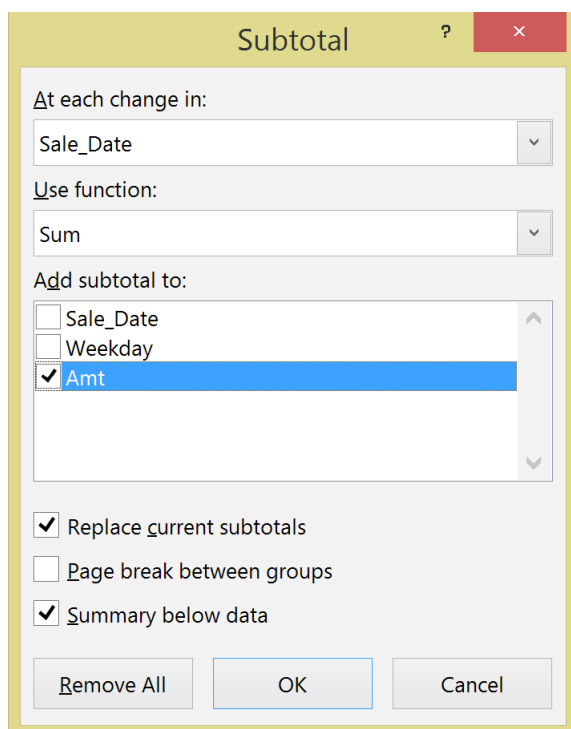 Subtotal ? ×
At each change in:
Sale_Date
Use function:
Sum
Add subtotal to:
Sale_Date
Weekday
Amt
Replace current subtotals
Page break between groups
Summary below data
Remove All OK Cancel